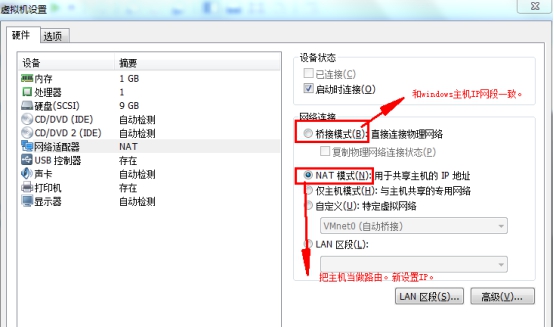 虚拟机设置
硬件 选项
设备 摘要
内存 1 GB
处理器 1
硬盘(SCSI) 9 GB
CD/DVD (IDE) 自动检测
CD/DVD 2 (IDE) 自动检测
网络适配器 NAT
USB 控制器 存在
声卡 自动检测
打印机 存在
显示器 自动检测
设备状态
已连接(C)
启动时连接(O)
和windows主机IP网段一致。
网络连接
桥接模式(B): 直接连接物理网络
复制物理网络连接状态(P)
NAT 模式(N): 用于共享主机的 IP 地址
仅主机模式(H): 与主机共享的专用网络
自定义(U): 特定虚拟网络
VMnet0 (自动桥接)
LAN 区段(L):
把主机当做路由。新设置IP。
LAN 区段(S)... 高级(V)...